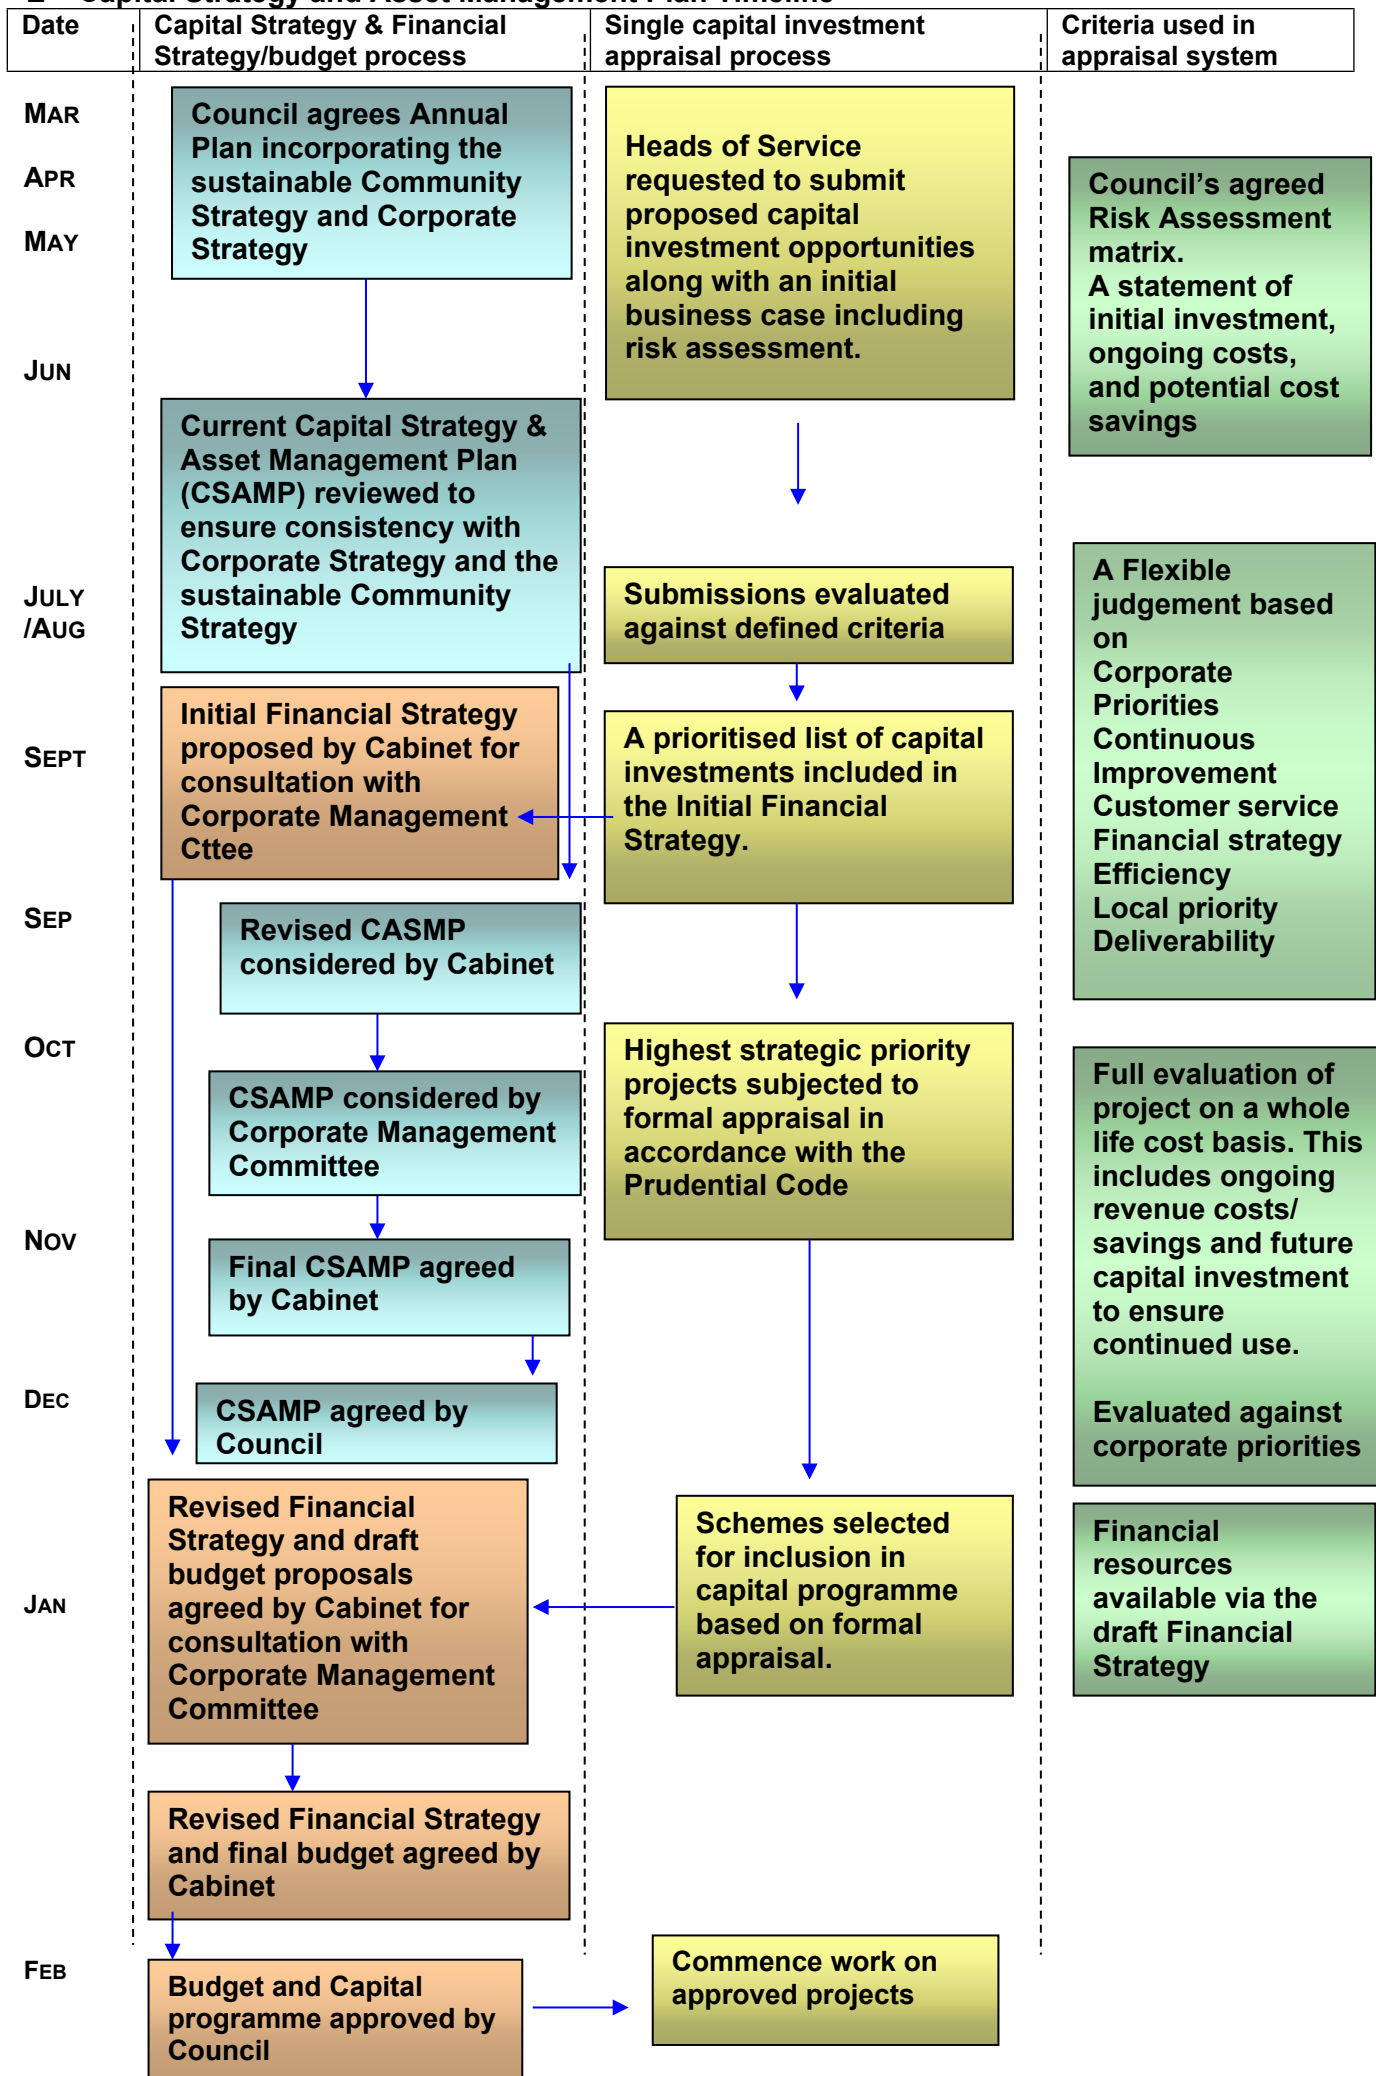 Capital Strategy and Asset Management Plan Timeline
Date
Capital Strategy & Financial
Strategy/budget process
Single capital investment
appraisal process
Criteria used in
appraisal system
MAR
APR
MAY
JUN
JULY
/AUG
SEPT
SEP
OCT
NOV
DEC
JAN
FEB
Council agrees Annual
Plan incorporating the
sustainable Community
Strategy and Corporate
Strategy
Current Capital Strategy &
Asset Management Plan
(CSAMP) reviewed to
ensure consistency with
Corporate Strategy and the
sustainable Community
Strategy
Initial Financial Strategy
proposed by Cabinet for
consultation with
Corporate Management
Cttee
Revised CASMP
considered by Cabinet
CSAMP considered by
Corporate Management
Committee
Final CSAMP agreed
by Cabinet
CSAMP agreed by
Council
Revised Financial
Strategy and draft
budget proposals
agreed by Cabinet for
consultation with
Corporate Management
Committee
Revised Financial Strategy
and final budget agreed by
Cabinet
Budget and Capital
programme approved by
Council
Heads of Service
requested to submit
proposed capital
investment opportunities
along with an initial
business case including
risk assessment.
Submissions evaluated
against defined criteria
A prioritised list of capital
investments included in
the Initial Financial
Strategy.
Highest strategic priority
projects subjected to
formal appraisal in
accordance with the
Prudential Code
Schemes selected
for inclusion in
capital programme
based on formal
appraisal.
Commence work on
approved projects
Council's agreed
Risk Assessment
matrix.
A statement of
initial investment,
ongoing costs,
and potential cost
savings
A Flexible
judgement based
on
Corporate
Priorities
Continuous
Improvement
Customer service
Financial strategy
Efficiency
Local priority
Deliverability
Full evaluation of
project on a whole
life cost basis. This
includes ongoing
revenue costs/
savings and future
capital investment
to ensure
continued use.
Evaluated against
corporate priorities
Financial
resources
available via the
draft Financial
Strategy